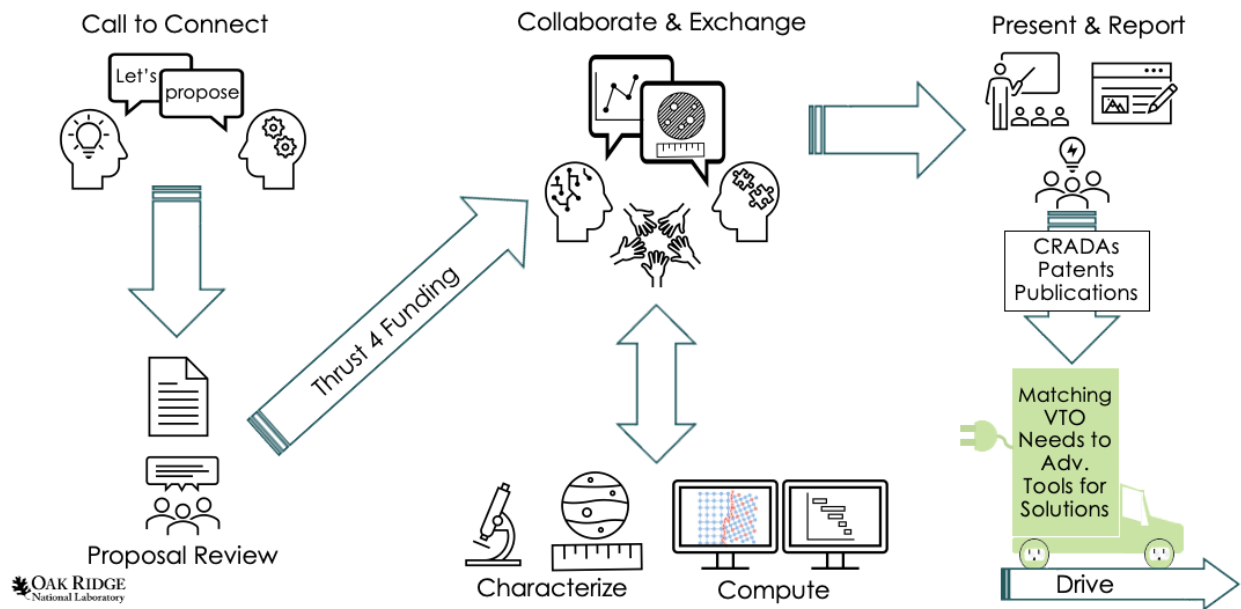 Call to Connect
Let's
propose
Proposal Review
Thrust 4 Funding
Collaborate & Exchange
Characterize
Compute
Present & Report
CRADAs
Patents
Publications
Matching
VTO
Needs to
Adv.
Tools for
Solutions
Drive
OAK RIDGE
National Laboratory